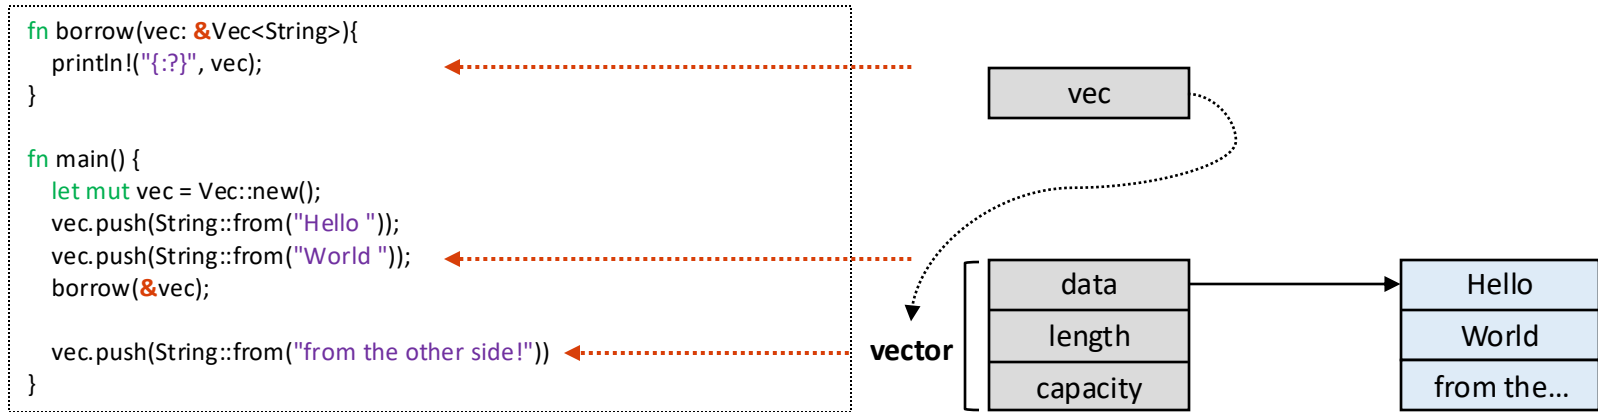 fn borrow(vec: &Vec<String>){
println!("{:?}", vec);
}
fn main() {
let mut vec = Vec::new();
vec.push(String::from("Hello "));
vec.push(String::from("World "));
borrow(&vec);
vec.push(String::from("from the other side!"))
}
vec
vector
data
length
capacity
Hello
World
from the...